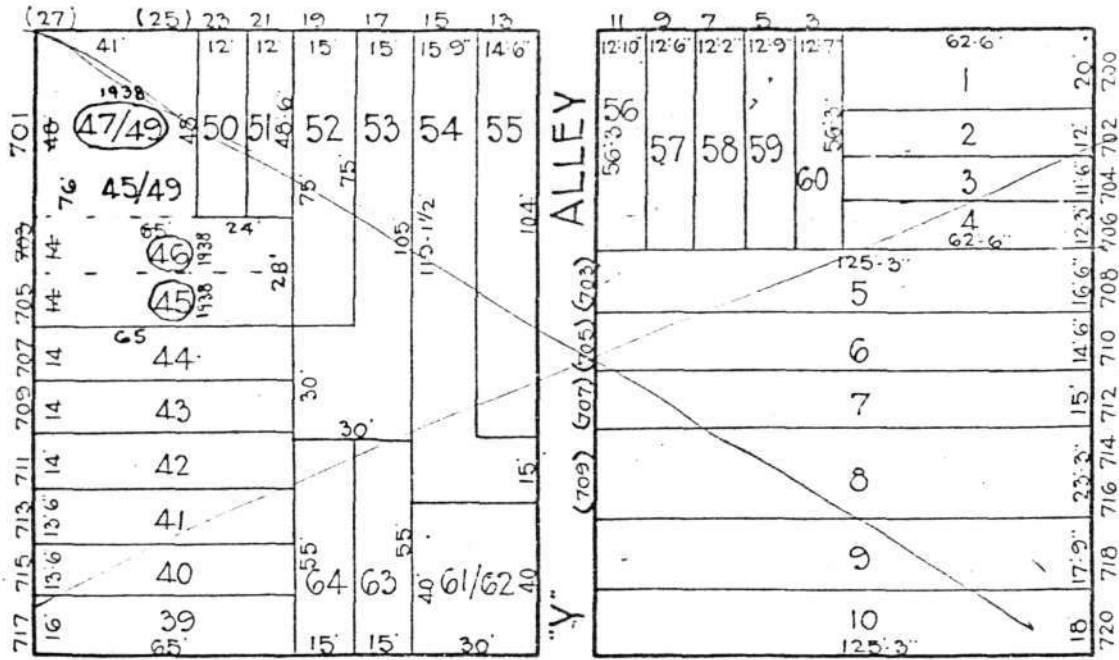 (27) (25) 23 21 19 17 15 13
11 9 7 5 3
41' 12' 12' 15' 15' 15'-9" 14'-6"
12'-10" 12'-6" 12'-2" 12'-9" 12'-7" 62'-6"
1938
701 48' 47/49 48' 50 51 48'-6" 52 53 54 55
76' 45/49 75' 75' 105' 115-1/2 104'
703 14' 65' 46 1938 24'
705 14' 45 1938 28'
707 14 65 44
709 14 43 30'
711 14' 42 30' 15'
713 13'6" 41
715 13'6" 40 55' 64 63 55' 40' 61/62 40'
717 16' 39
65' 15' 15' 30'
ALLEY
"Y"
56 57 58 59 60 56'-3 56'-3"
1 20' 700
2 12' 702
3 11'6" 704
4 12'-3" 706
62'-6"
125'-3"
(703) 5 16'-6" 708
(705) 6 14'-6" 710
(707) 7 15' 712
(709) 8 23'-3" 714 716
9 17'-9" 718
10 18 720
125'-3"